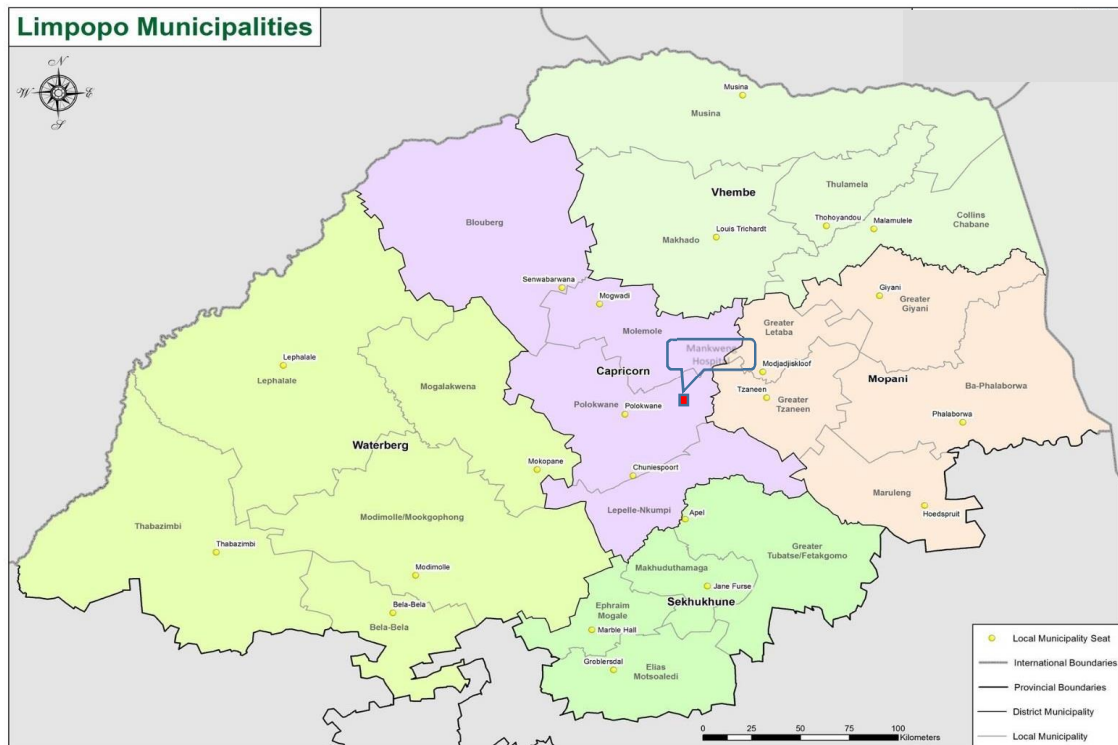 Limpopo Municipalities
N
W
E
S
Musina
Musina
Vhembe
Thulamela
Blouberg
Collins
Chabane
Thohoyandou
Malamulele
Louis Trichardt
Makhado
Senwabarwana
Mogwadi
Giyani
Greater
Giyani
Molemole
Greater
Letaba
Mankweng
Hospital
Lephalale
Lephalale
Mogalakwena
Capricorn
Modjadjiskloof
Mopani
Ba-Phalaborwa
Polokwane
Polokwane
Tzaneen
Greater
Tzaneen
Phalaborwa
Waterberg
Mokopane
Chuniespoort
Maruleng
Hoedspruit
Lepelle-Nkumpi
Apel
Modimolle/Mookgophong
Thabazimbi
Thabazimbi
Greater
Tubatse/Fetakgomo
Makhuduthamaga
Modimolle
Jane Furse
Sekhukhune
Bela-Bela
Bela-Bela
Ephraim
Mogale
Marble Hall
Groblersdal
Elias
Motsoaledi
Local Municipality Seat
International Boundaries
Provincial Boundaries
District Municipality
Local Municipality
0 25 50 75 100
Kilometers